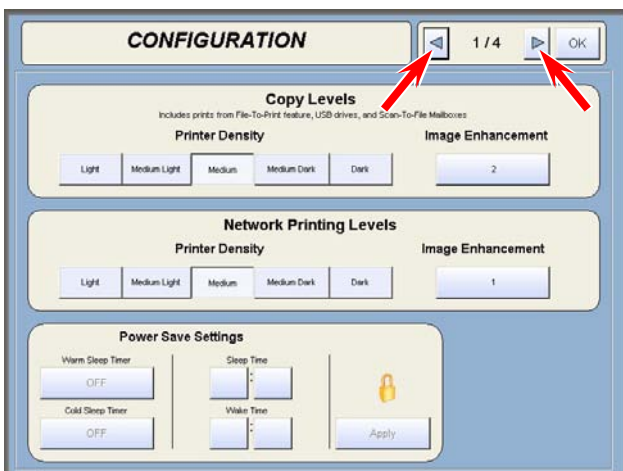 CONFIGURATION
1/4
OK
Copy Levels
Includes prints from File-To-Print feature, USB drives, and Scan-To-File Mailboxes
Printer Density
Image Enhancement
Light
Medium Light
Medium
Medium Dark
Dark
2
Network Printing Levels
Printer Density
Image Enhancement
Light
Medium Light
Medium
Medium Dark
Dark
1
Power Save Settings
Warm Sleep Timer
Sleep Time
OFF
:
Cold Sleep Timer
Wake Time
OFF
:
Apply